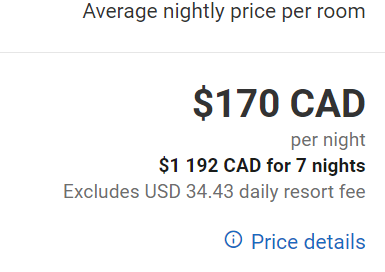 Average nightly price per room
$170 CAD
per night
$1 192 CAD for 7 nights
Excludes USD 34.43 daily resort fee
Price details